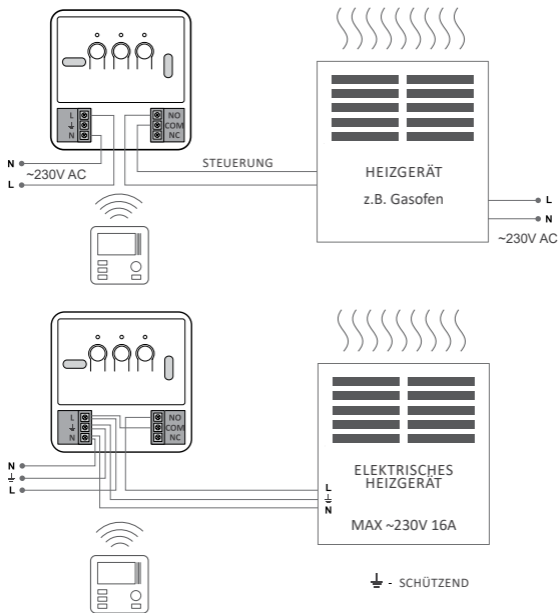 L
N
NO
COM
NC
N
L
~230V AC
STEUERUNG
HEIZGERÄT
z.B. Gasofen
L
N
~230V AC
L
N
NO
COM
NC
N
L
L
N
ELEKTRISCHES
HEIZGERÄT
MAX ~230V 16A
- SCHÜTZEND